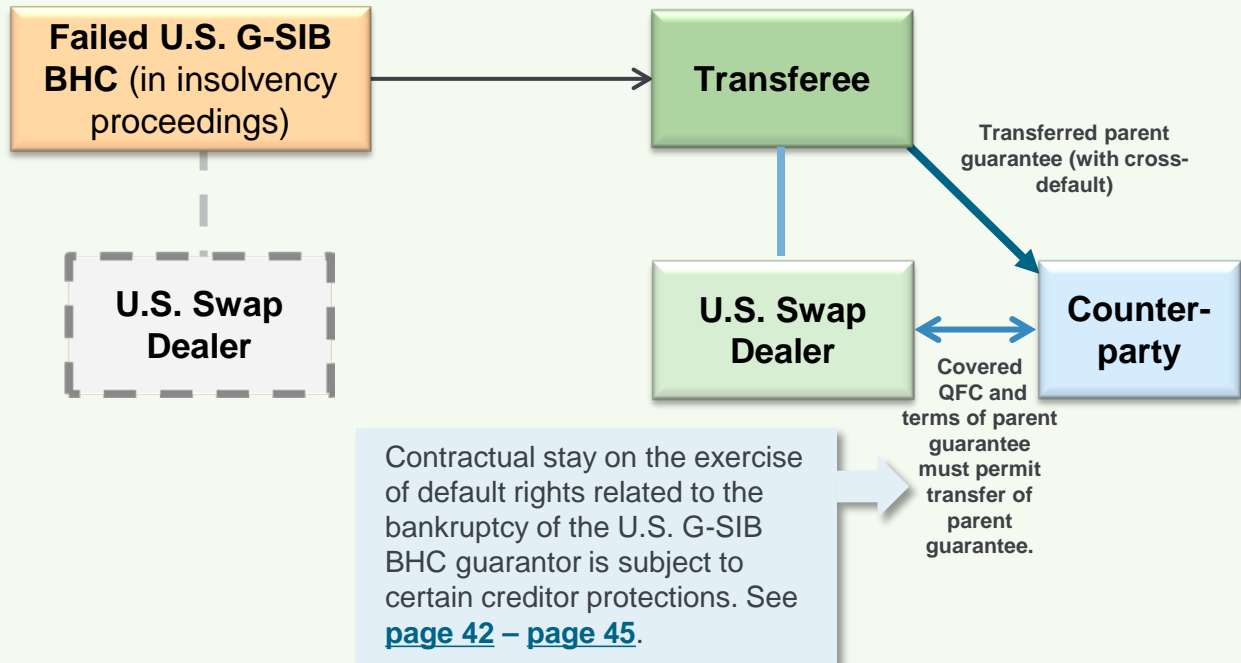 Failed U.S. G-SIB
BHC (in insolvency
proceedings)
Transferee
Transferred parent
guarantee (with cross-
default)
U.S. Swap
Dealer
U.S. Swap
Dealer
Counter-
party
Covered
QFC and
terms of parent
guarantee
must permit
transfer of
parent
guarantee.
Contractual stay on the exercise
of default rights related to the
bankruptcy of the U.S. G-SIB
BHC guarantor is subject to
certain creditor protections. See
page 42 – page 45.